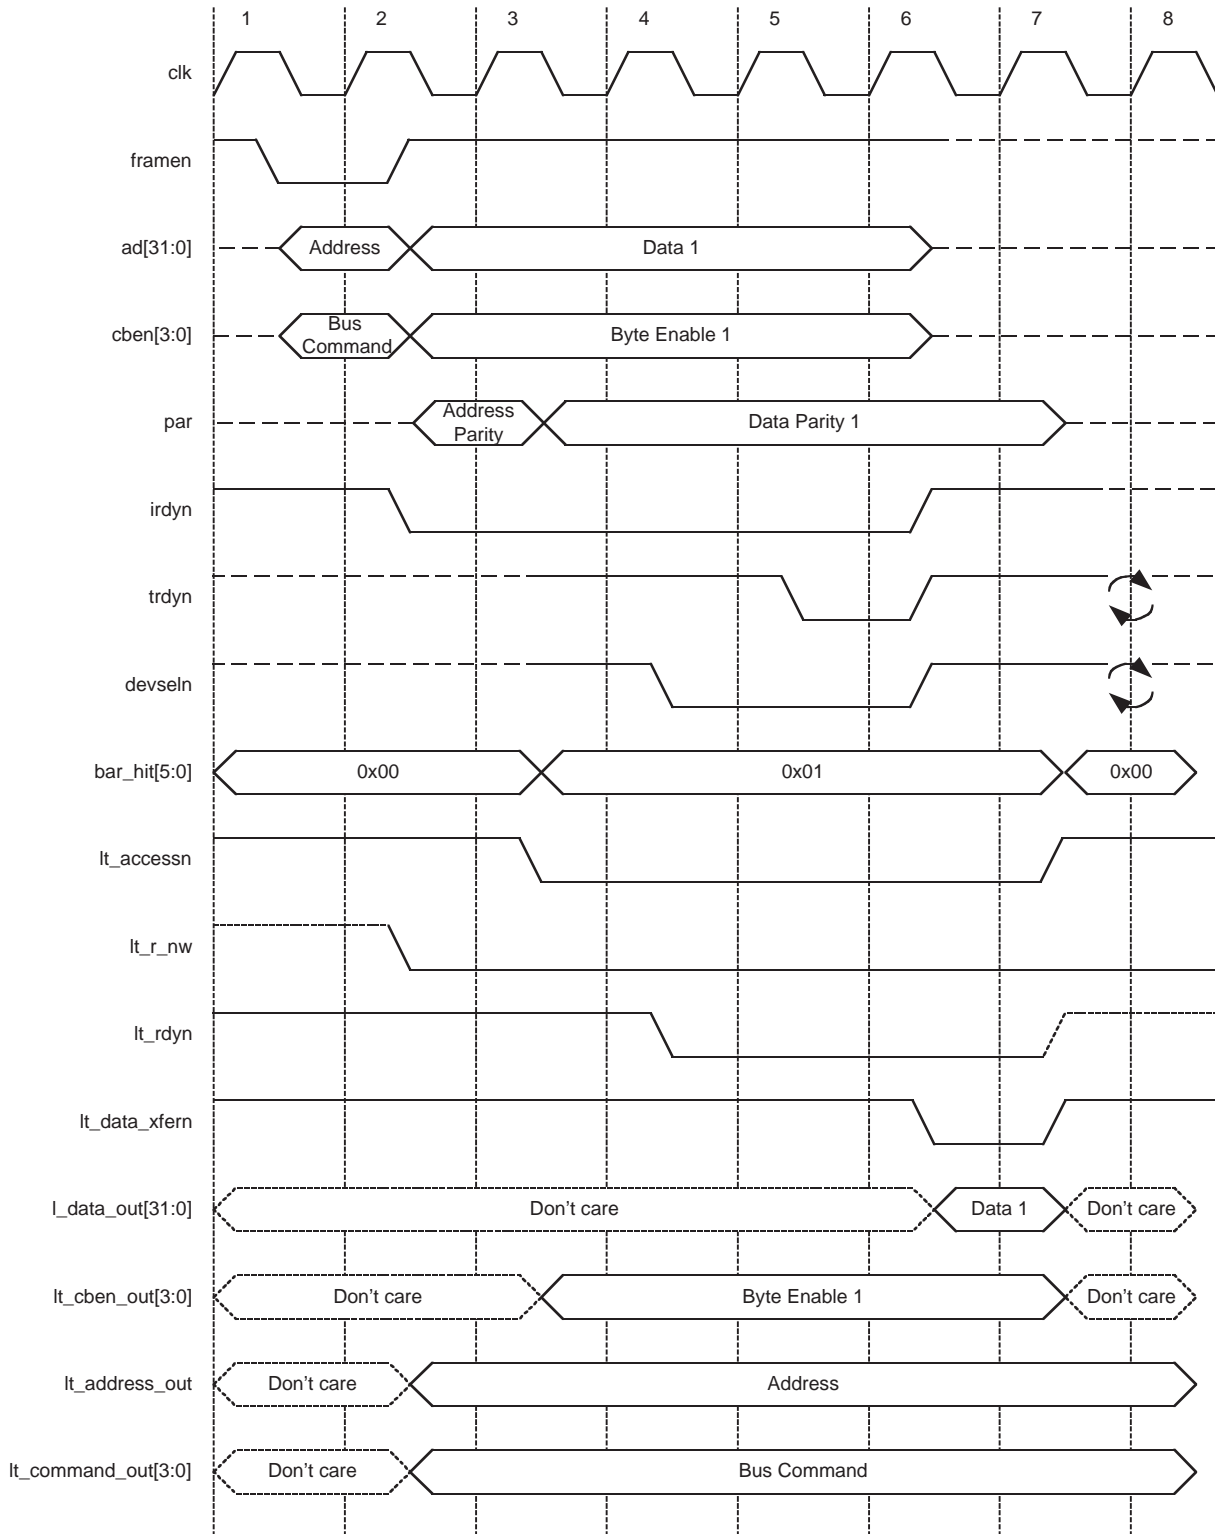 1 2 3 4 5 6 7 8
clk
framen
ad[31:0] Address Data 1
cben[3:0] Bus Command Byte Enable 1
par Address Parity Data Parity 1
irdyn
trdyn
devseln
bar_hit[5:0] 0x00 0x01 0x00
lt_accessn
lt_r_nw
lt_rdyn
lt_data_xfern
l_data_out[31:0] Don't care Data 1 Don't care
lt_cben_out[3:0] Don't care Byte Enable 1 Don't care
lt_address_out Don't care Address
lt_command_out[3:0] Don't care Bus Command